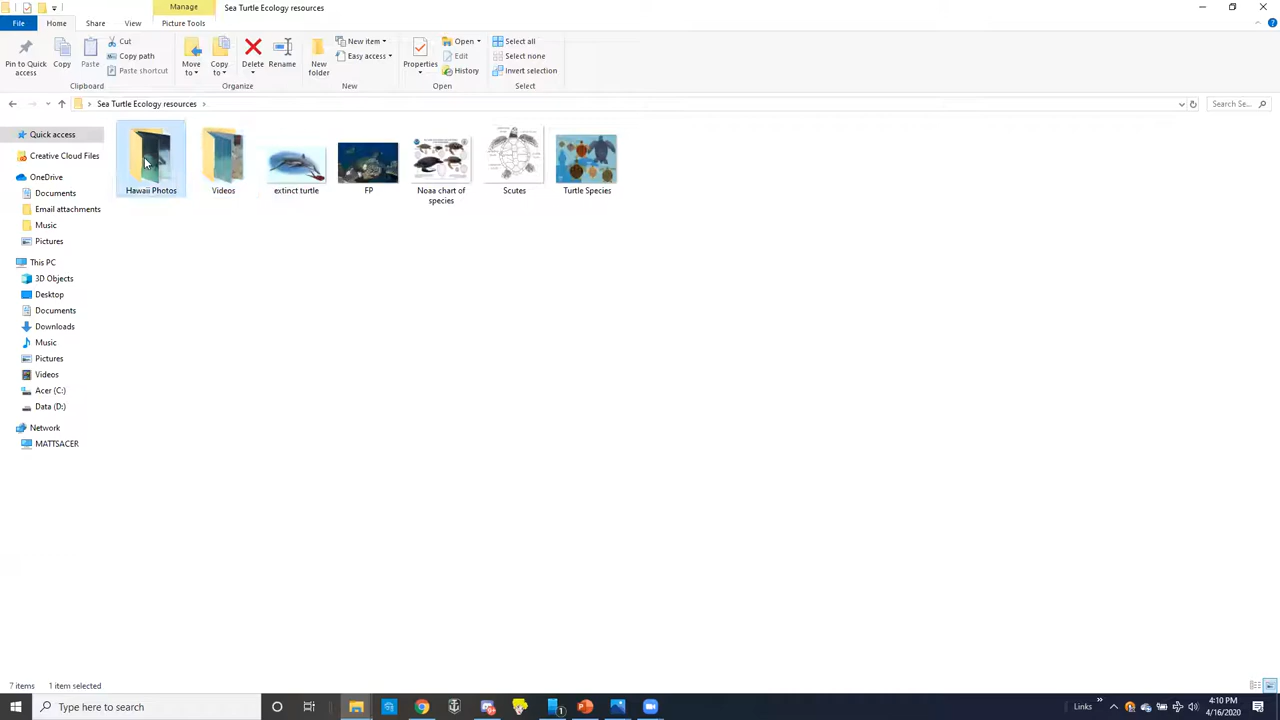 Manage
Sea Turtle Ecology resources
File
Home
Share
View
Picture Tools
Pin to Quick access
Copy
Paste
Cut
Copy path
Paste shortcut
Move to
Copy to
Delete
Rename
New folder
New item
Easy access
Properties
Open
Edit
History
Select all
Select none
Invert selection
Clipboard
Organize
New
Open
Select
Sea Turtle Ecology resources
Search Se...
Quick access
Creative Cloud Files
OneDrive
Documents
Email attachments
Music
Pictures
This PC
3D Objects
Desktop
Documents
Downloads
Music
Pictures
Videos
Acer (C:)
Data (D:)
Network
MATTSACER
Hawaii Photos
Videos
extinct turtle
FP
Noaa chart of species
Scutes
Turtle Species
7 items
1 item selected
Type here to search
Links
4:10 PM
4/16/2020